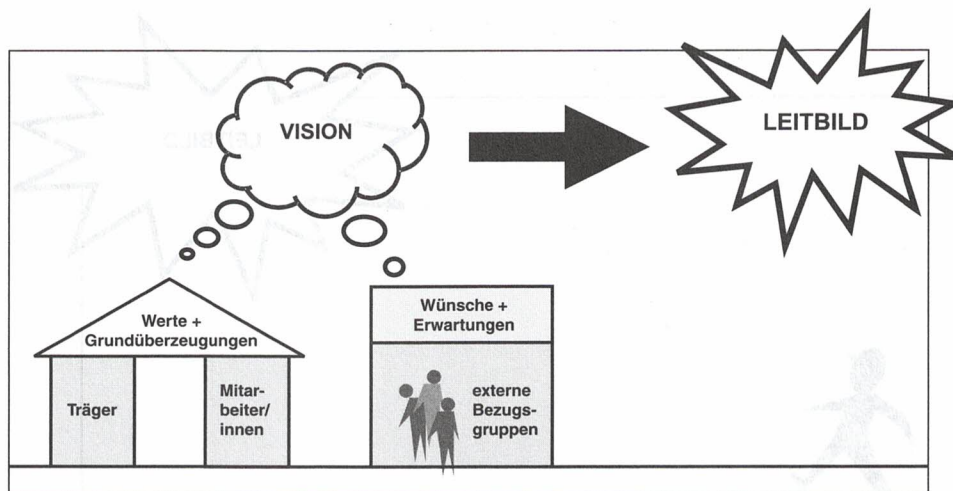 VISION
LEITBILD
Werte +
Grundüberzeugungen
Träger
Mitar-
beiter/
innen
Wünsche +
Erwartungen
externe
Bezugs-
gruppen